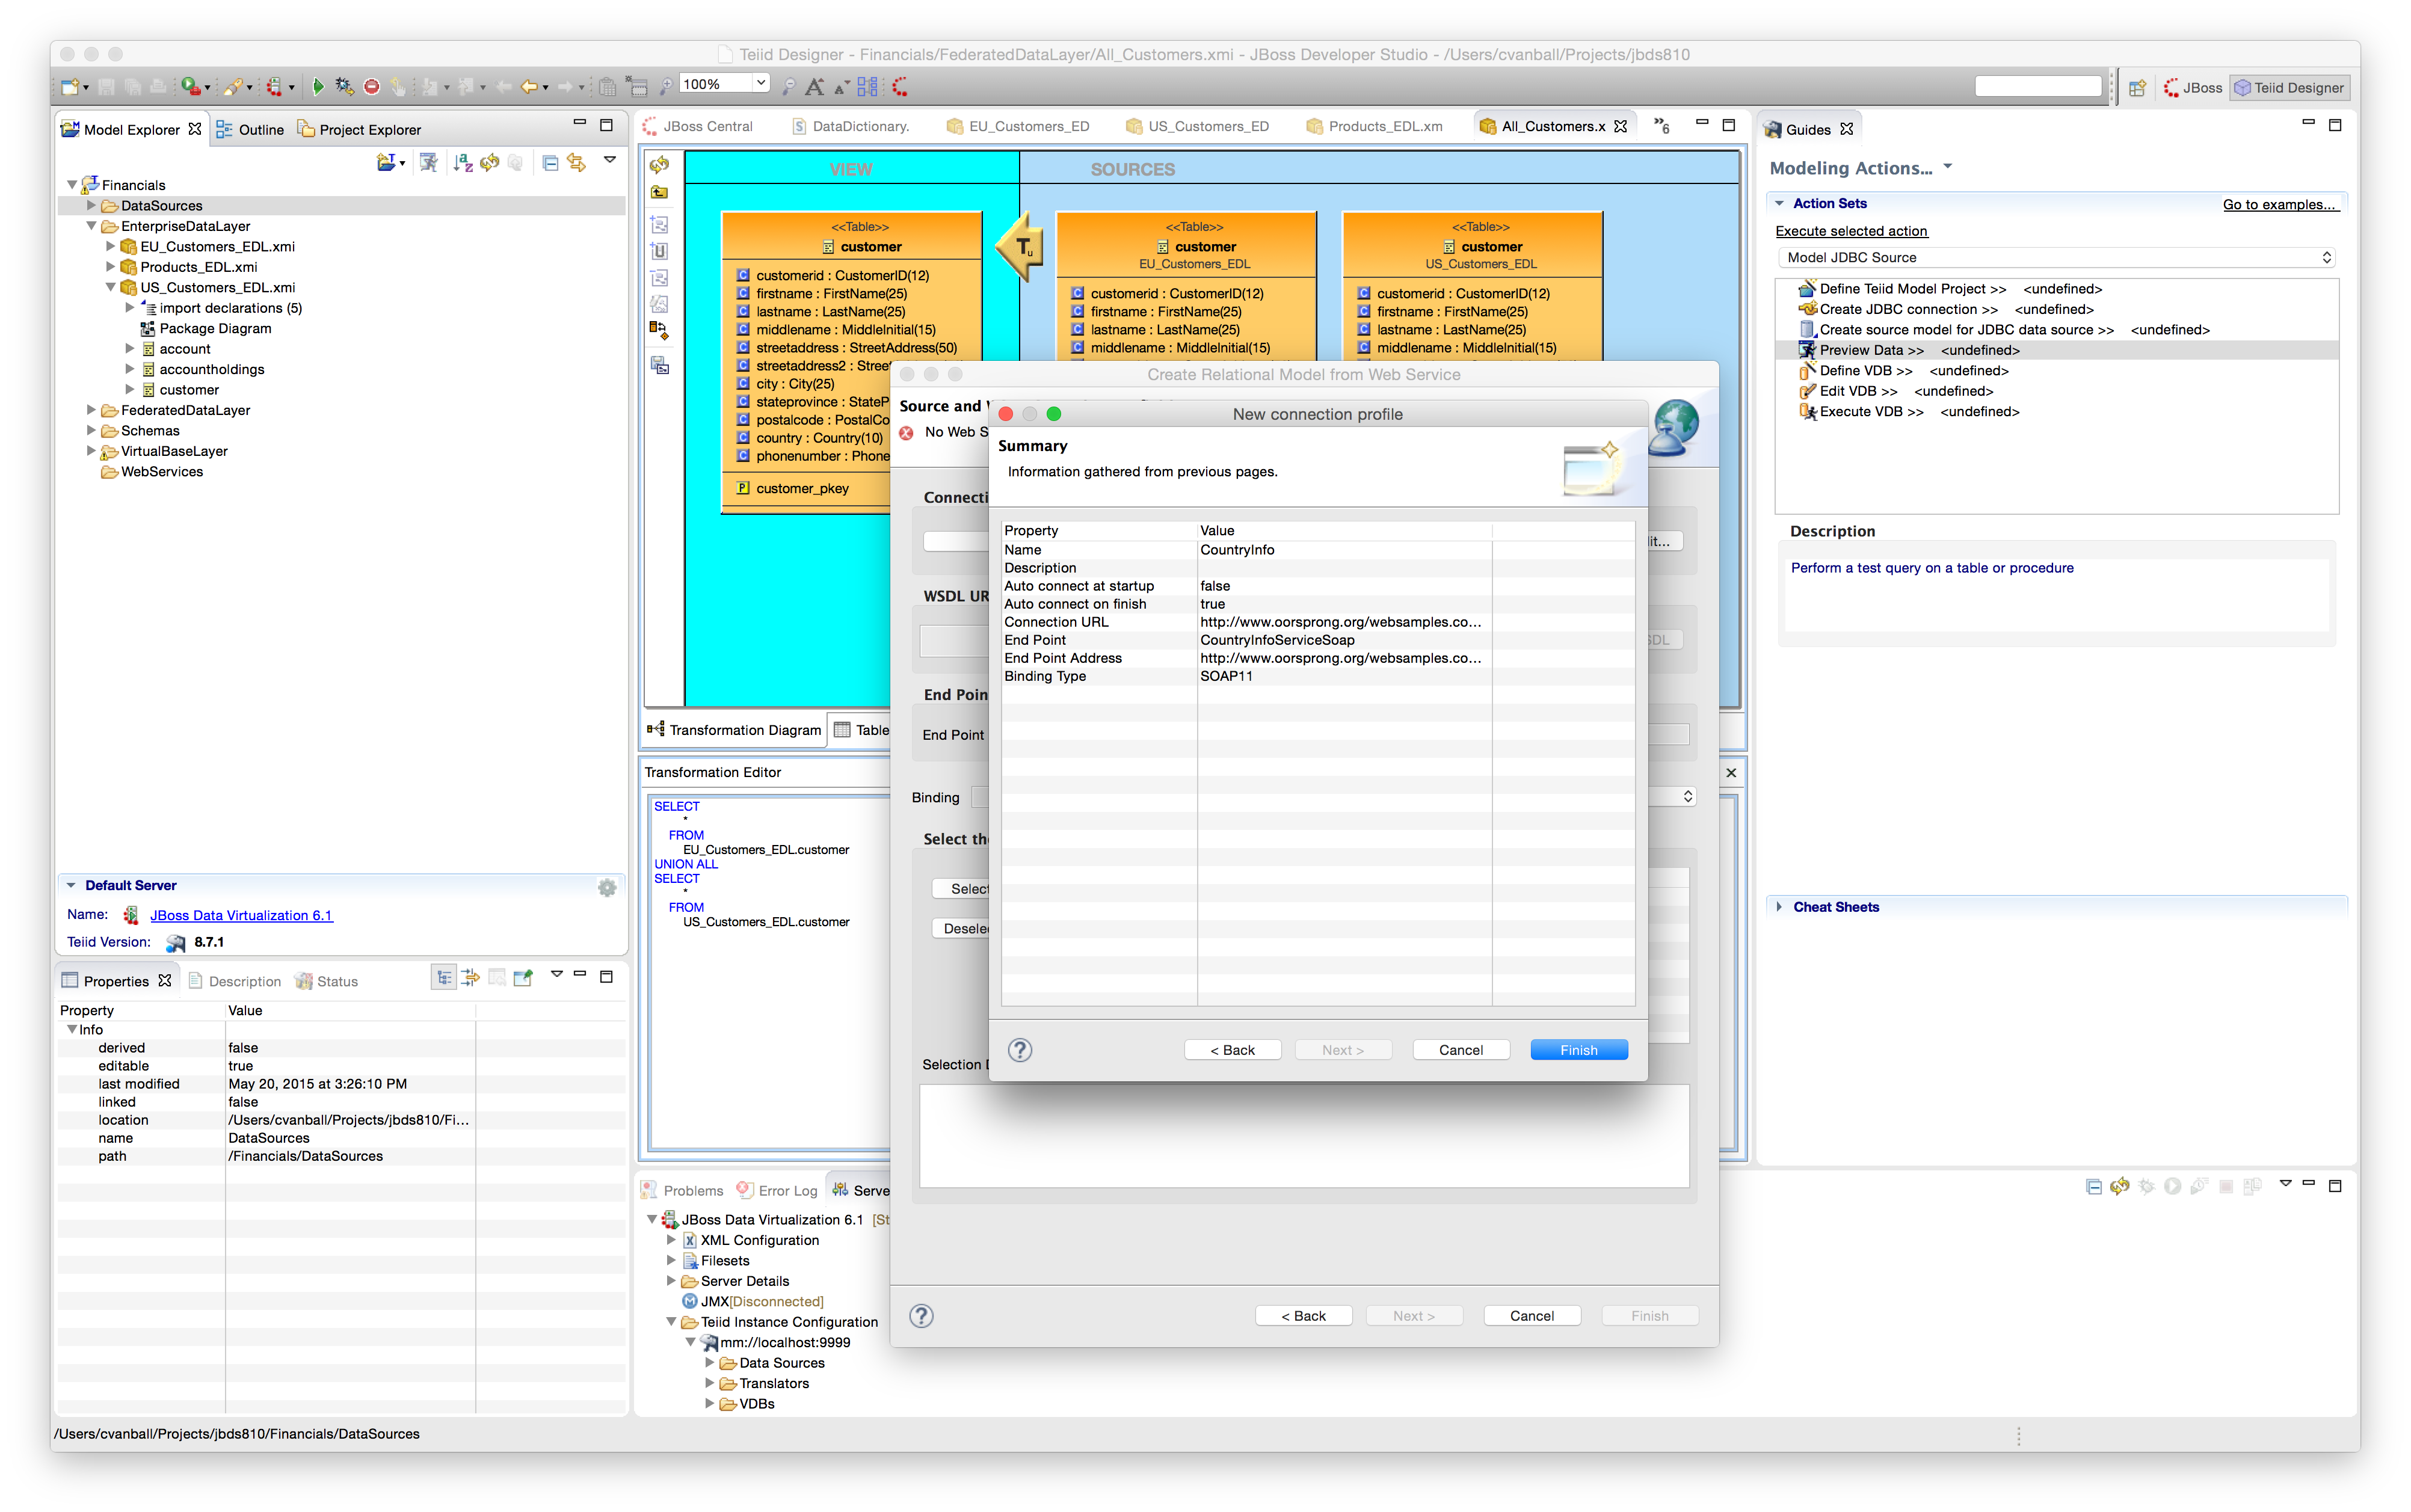 Teiid Designer - Financials/FederatedDataLayer/All_Customers.xmi - JBoss Developer Studio - /Users/cvanball/Projects/jbds810
100%
JBoss
Teiid Designer
Model Explorer
Outline
Project Explorer
Financials
DataSources
EnterpriseDataLayer
EU_Customers_EDL.xmi
Products_EDL.xmi
US_Customers_EDL.xmi
import declarations (5)
Package Diagram
account
accountholdings
customer
FederatedDataLayer
Schemas
VirtualBaseLayer
WebServices
Default Server
Name: JBoss Data Virtualization 6.1
Teiid Version: 8.7.1
Properties
Description
Status
Property Value
Info
derived false
editable true
last modified May 20, 2015 at 3:26:10 PM
linked false
location /Users/cvanball/Projects/jbds810/Fi...
name DataSources
path /Financials/DataSources
/Users/cvanball/Projects/jbds810/Financials/DataSources
JBoss Central
DataDictionary.
EU_Customers_ED
US_Customers_ED
Products_EDL.xm
All_Customers.x
»6
VIEW
SOURCES
<<Table>>
customer
customerid : CustomerID(12)
firstname : FirstName(25)
lastname : LastName(25)
middlename : MiddleInitial(15)
streetaddress : StreetAddress(50)
streetaddress2 : Stree
city : City(25)
stateprovince : StateP
postalcode : PostalCo
country : Country(10)
phonenumber : Phone
customer_pkey
Tu
<<Table>>
customer
EU_Customers_EDL
customerid : CustomerID(12)
firstname : FirstName(25)
lastname : LastName(25)
middlename : MiddleInitial(15)
<<Table>>
customer
US_Customers_EDL
customerid : CustomerID(12)
firstname : FirstName(25)
lastname : LastName(25)
middlename : MiddleInitial(15)
Transformation Diagram
Table
Transformation Editor
SELECT
*
FROM
EU_Customers_EDL.customer
UNION ALL
SELECT
*
FROM
US_Customers_EDL.customer
Problems
Error Log
Serve
JBoss Data Virtualization 6.1 [St
XML Configuration
Filesets
Server Details
JMX[Disconnected]
Teiid Instance Configuration
mm://localhost:9999
Data Sources
Translators
VDBs
Create Relational Model from Web Service
Source and
No Web S
Connecti
it...
WSDL UR
SDL
End Poin
End Point
Binding
Select the
Select
Desele
Selection
< Back
Next >
Cancel
Finish
New connection profile
Summary
Information gathered from previous pages.
Property Value
Name CountryInfo
Description
Auto connect at startup false
Auto connect on finish true
Connection URL http://www.oorsprong.org/websamples.co...
End Point CountryInfoServiceSoap
End Point Address http://www.oorsprong.org/websamples.co...
Binding Type SOAP11
< Back
Next >
Cancel
Finish
Guides
Modeling Actions...
Action Sets
Go to examples...
Execute selected action
Model JDBC Source
Define Teiid Model Project >> <undefined>
Create JDBC connection >> <undefined>
Create source model for JDBC data source >> <undefined>
Preview Data >> <undefined>
Define VDB >> <undefined>
Edit VDB >> <undefined>
Execute VDB >> <undefined>
Description
Perform a test query on a table or procedure
Cheat Sheets